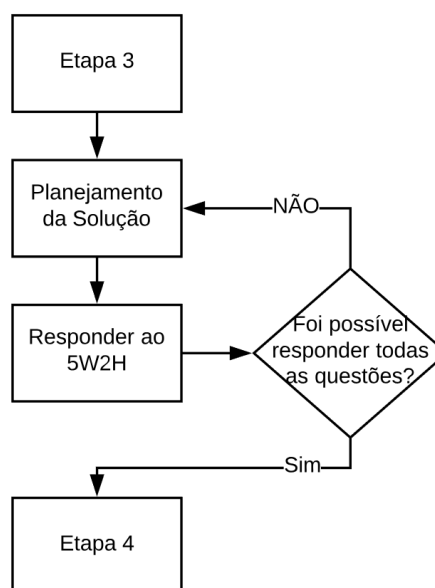 Etapa 3
Planejamento
da Solução
NÃO
Responder ao
5W2H
Foi possível
responder todas
as questões?
Sim
Etapa 4